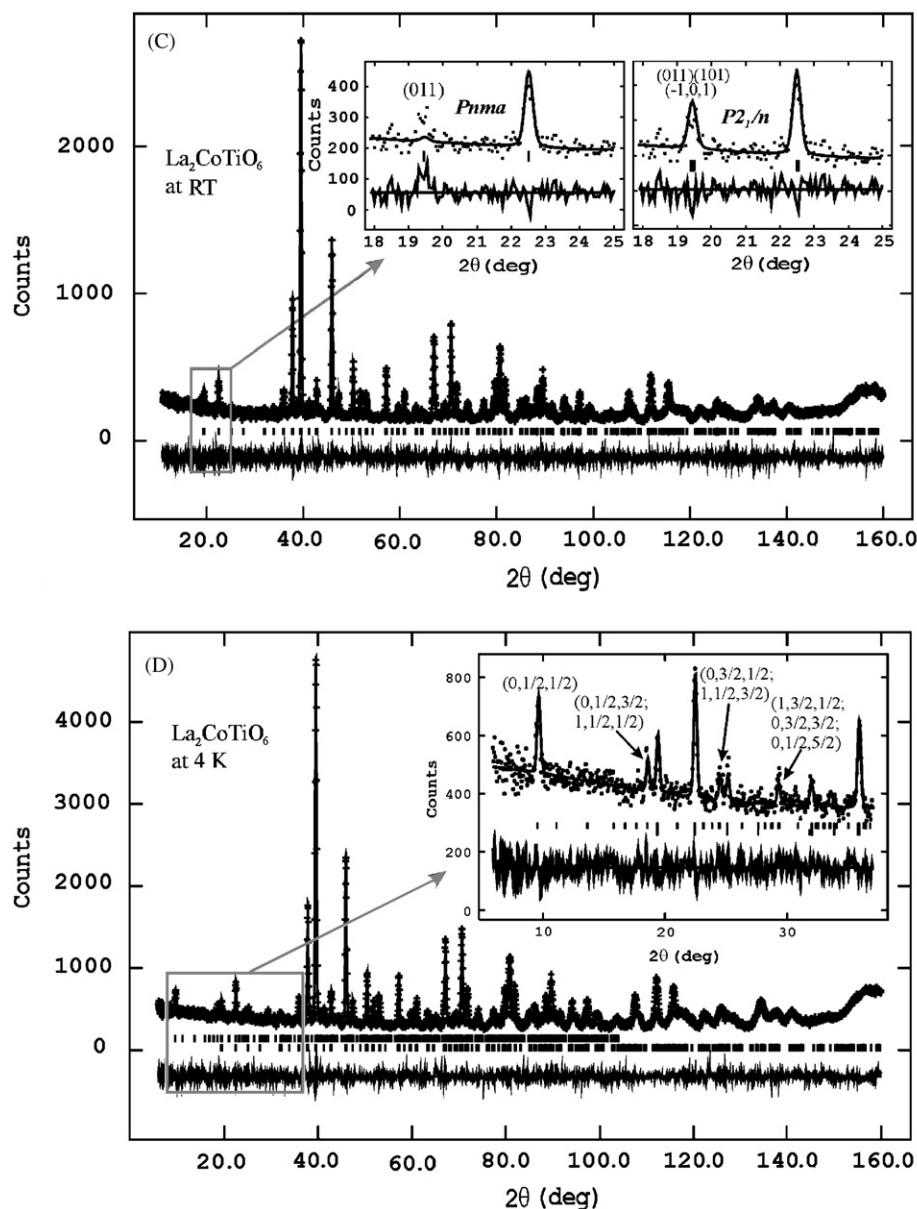 (C)
La₂CoTiO₆
at RT
Counts
2000
1000
0
20.0 40.0 60.0 80.0 100.0 120.0 140.0 160.0
2θ (deg)
(011)
Pnma
Counts
400
300
200
100
0
18 19 20 21 22 23 24 25
2θ (deg)
(011)(101)
(-1,0,1)
P2₁/n
18 19 20 21 22 23 24 25
2θ (deg)
(D)
La₂CoTiO₆
at 4 K
Counts
4000
3000
2000
1000
0
20.0 40.0 60.0 80.0 100.0 120.0 140.0 160.0
2θ (deg)
(0,1/2,1/2)
(0,1/2,3/2;
1,1/2,1/2)
(0,3/2,1/2;
1,1/2,3/2)
(1,3/2,1/2;
0,3/2,3/2;
0,1/2,5/2)
Counts
800
600
400
200
0
10 20 30
2θ (deg)